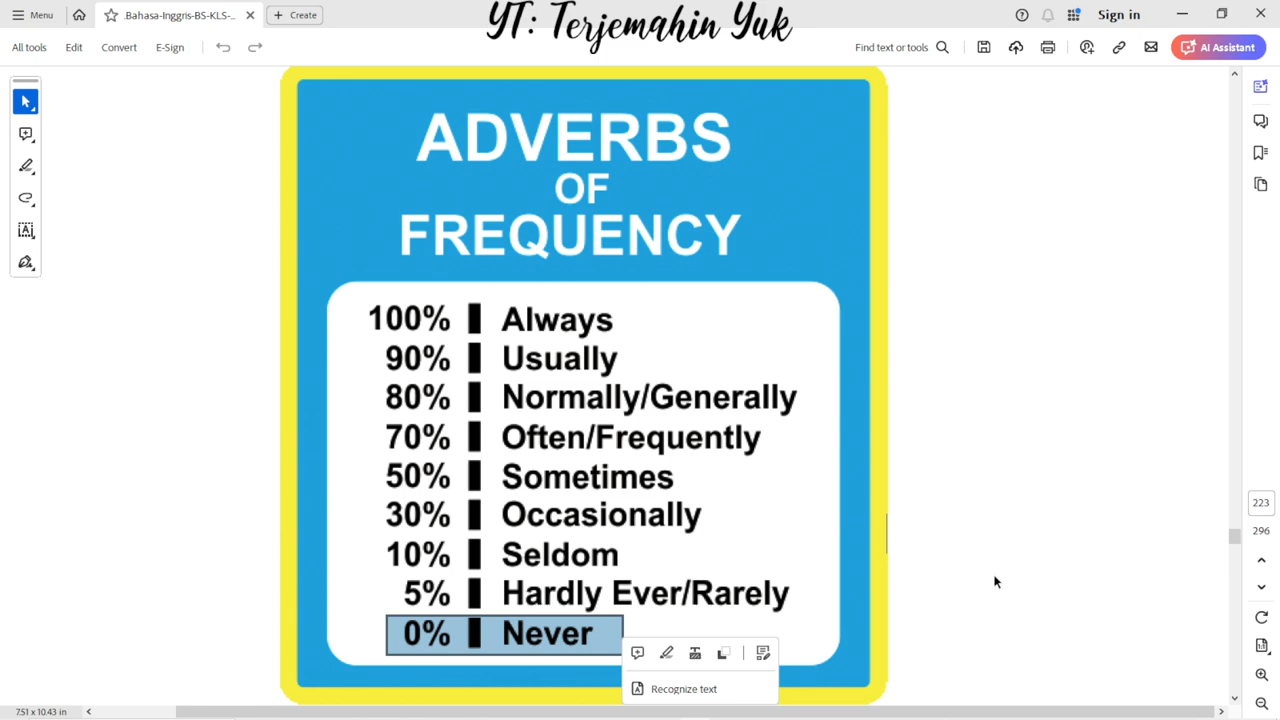 Menu
.Bahasa-Inggris-BS-KLS-...
Create
YT: Terjemahin Yuk
Sign in
All tools
Edit
Convert
E-Sign
Find text or tools
AI Assistant
ADVERBS
OF
FREQUENCY
100% Always
90% Usually
80% Normally/Generally
70% Often/Frequently
50% Sometimes
30% Occasionally
10% Seldom
5% Hardly Ever/Rarely
0% Never
Recognize text
223
296
7.51 x 10.43 in